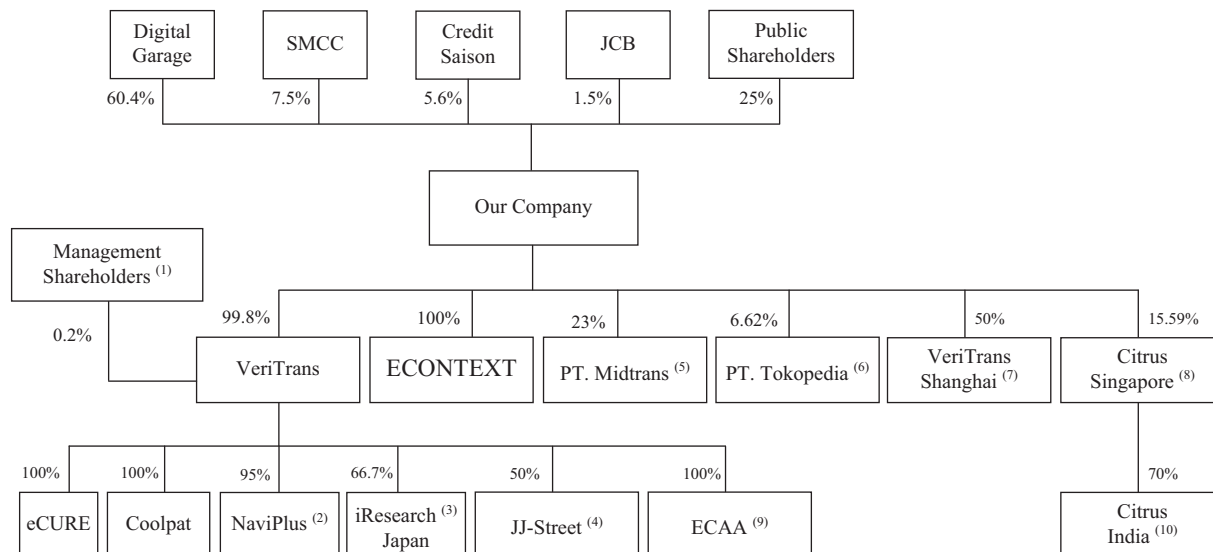 Digital
Garage
SMCC
Credit
Saison
JCB
Public
Shareholders
60.4%
7.5%
5.6%
1.5%
25%
Our Company
Management
Shareholders (1)
0.2%
99.8%
100%
23%
6.62%
50%
15.59%
VeriTrans
ECONTEXT
PT. Midtrans (5)
PT. Tokopedia (6)
VeriTrans
Shanghai (7)
Citrus
Singapore (8)
100%
100%
95%
66.7%
50%
100%
70%
eCURE
Coolpat
NaviPlus (2)
iResearch (3)
Japan
JJ-Street (4)
ECAA (9)
Citrus
India (10)